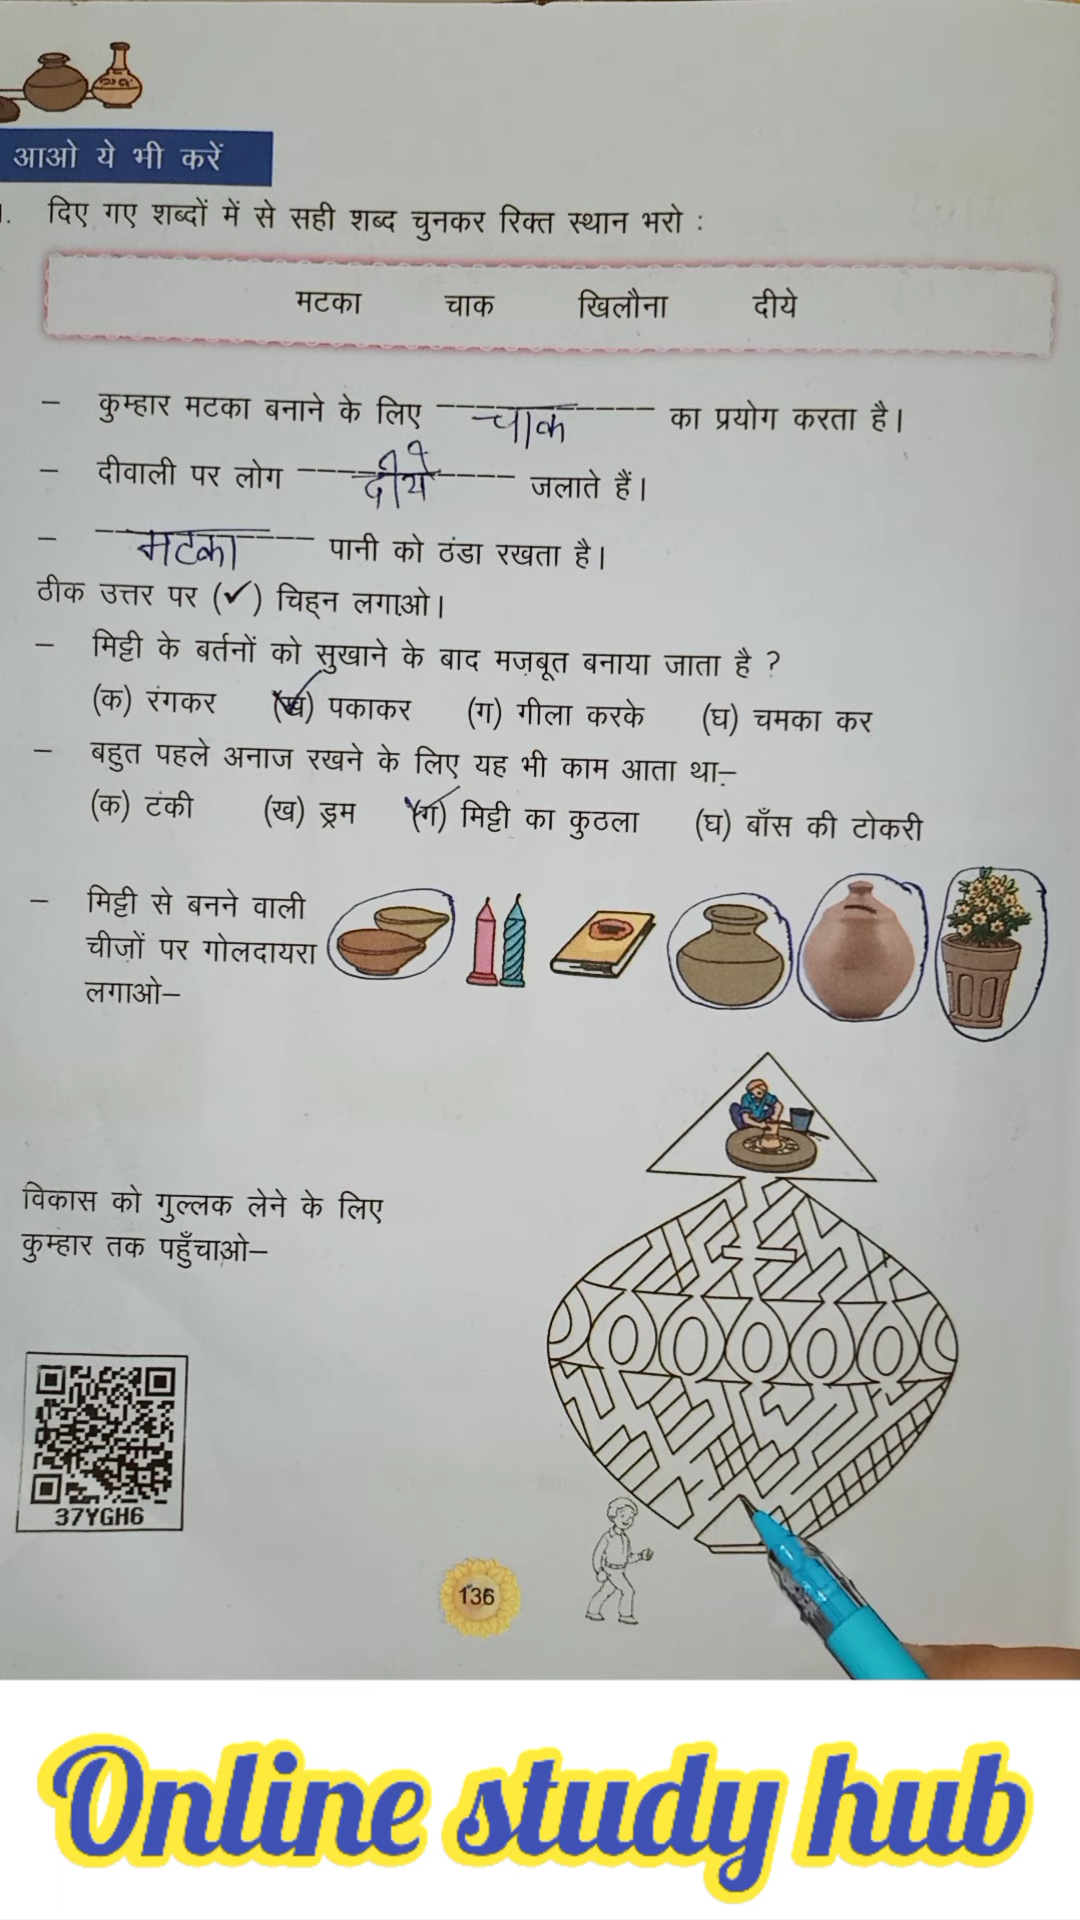 आओ ये भी करें
दिए गए शब्दों में से सही शब्द चुनकर रिक्त स्थान भरो :
मटका चाक खिलौना दीये
– कुम्हार मटका बनाने के लिए चाक का प्रयोग करता है।
– दीवाली पर लोग दीये जलाते हैं।
– मटका पानी को ठंडा रखता है।
ठीक उत्तर पर (✓) चिह्न लगाओ।
– मिट्टी के बर्तनों को सुखाने के बाद मज़बूत बनाया जाता है ?
(क) रंगकर (ख) पकाकर (ग) गीला करके (घ) चमका कर
– बहुत पहले अनाज रखने के लिए यह भी काम आता था–
(क) टंकी (ख) ड्रम (ग) मिट्टी का कुठला (घ) बाँस की टोकरी
– मिट्टी से बनने वाली
चीज़ों पर गोलदायरा
लगाओ–
विकास को गुल्लक लेने के लिए
कुम्हार तक पहुँचाओ–
37YGH6
136
Online study hub